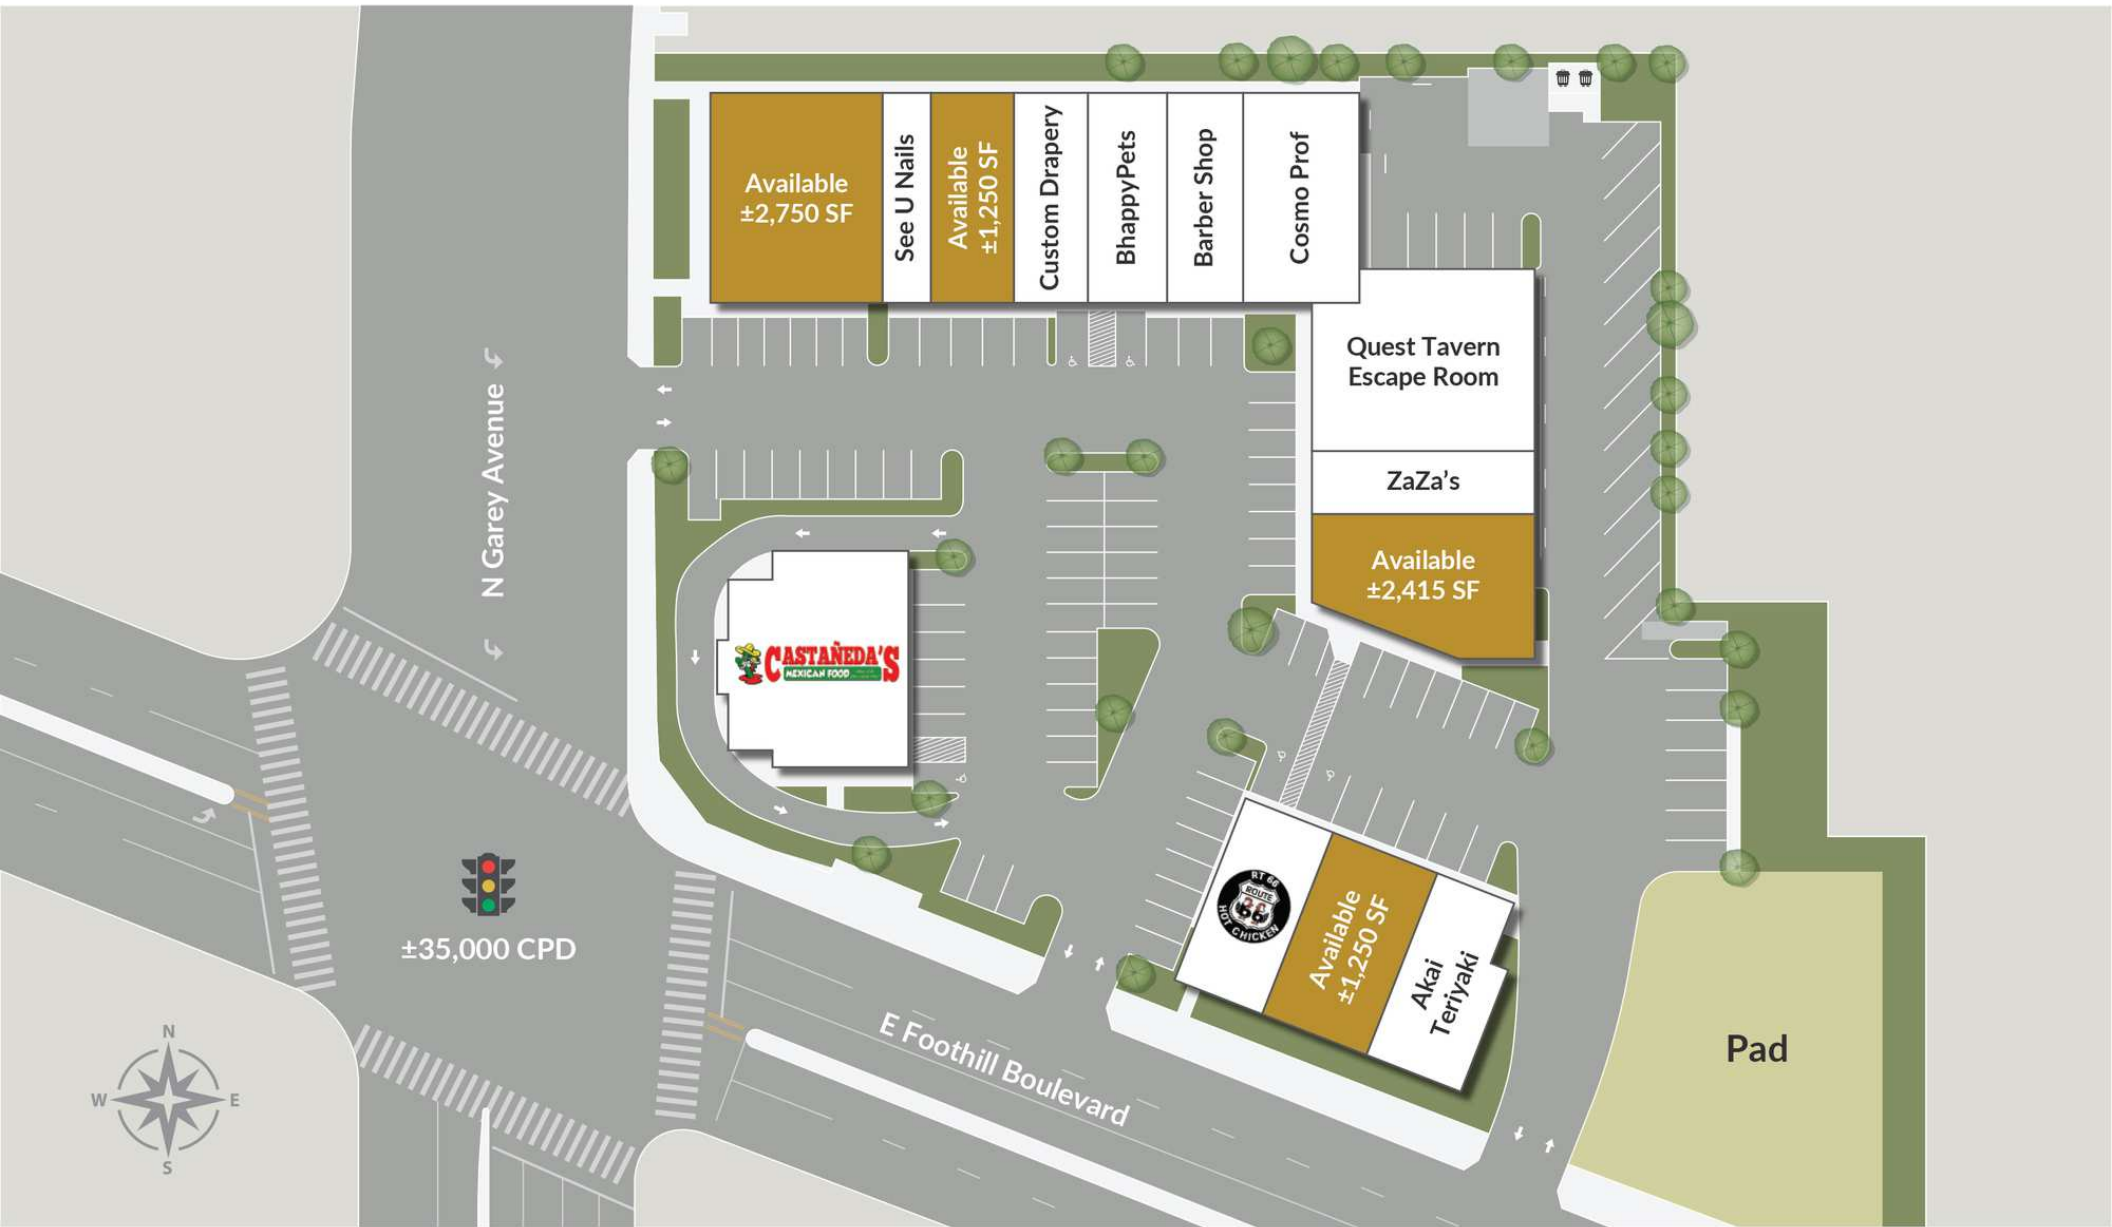 Available
±2,750 SF
See U Nails
Available
±1,250 SF
Custom Drapery
BhappyPets
Barber Shop
Cosmo Prof
Quest Tavern
Escape Room
ZaZa’s
Available
±2,415 SF
N Garey Avenue
CASTAÑEDA'S
MEXICAN FOOD
RT 66
ROUTE
66
HOT CHICKEN
Available
±1,250 SF
Akai
Teriyaki
±35,000 CPD
E Foothill Boulevard
Pad
N
W
E
S